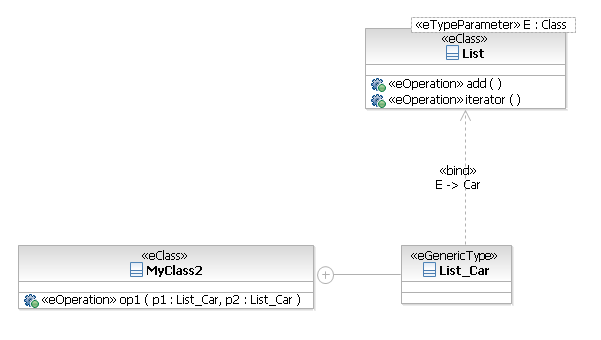 «eTypeParameter» E : Class
«eClass»
List
«eOperation» add ( )
«eOperation» iterator ( )
«bind»
E -> Car
«eClass»
MyClass2
«eOperation» op1 ( p1 : List_Car, p2 : List_Car )
«eGenericType»
List_Car